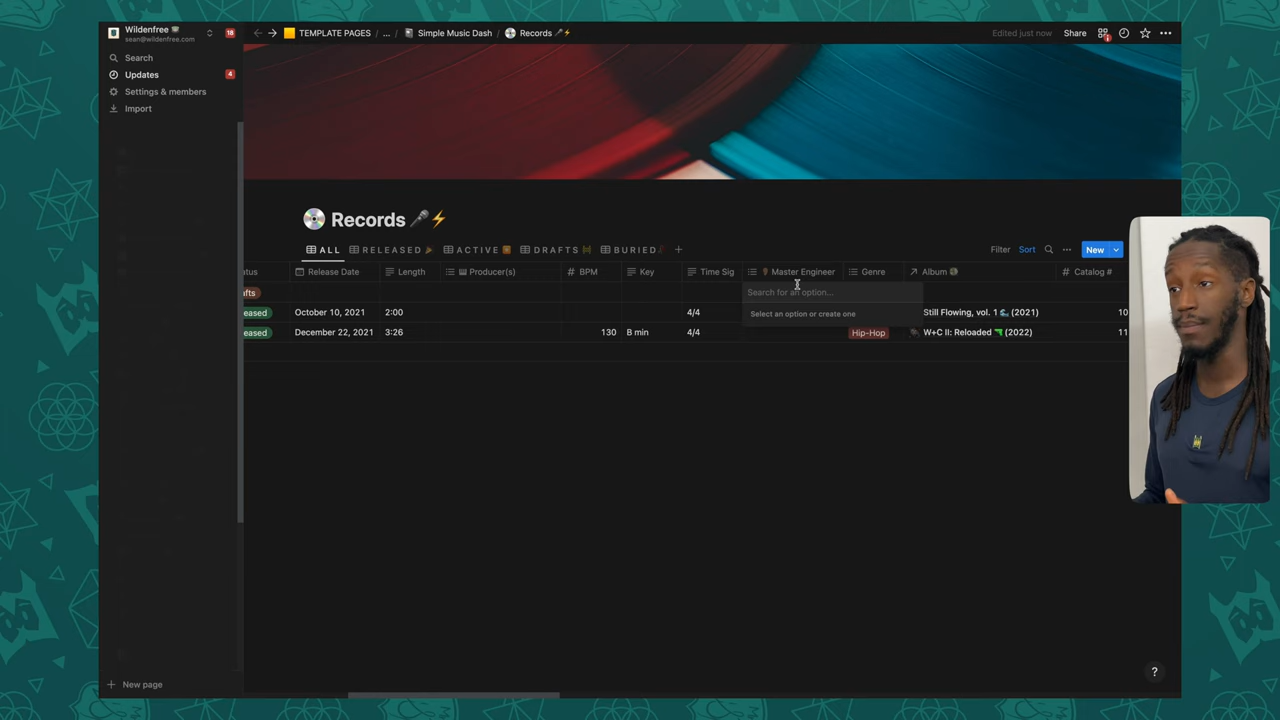 Wildenfree
sean@wildenfree.com
18
TEMPLATE PAGES / ... / Simple Music Dash / Records
Edited just now
Share
1
Search
Updates
4
Settings & members
Import
Records
ALL
RELEASED
ACTIVE
DRAFTS
BURIED
+
Filter
Sort
New
Release Date
Length
Producer(s)
# BPM
Key
Time Sig
Master Engineer
Genre
Album
# Catalog #
Search for an option...
Select an option or create one
October 10, 2021
2:00
4/4
Still Flowing, vol. 1 (2021)
10
December 22, 2021
3:26
130
B min
4/4
Hip-Hop
W+C II: Reloaded (2022)
11
+ New page
?